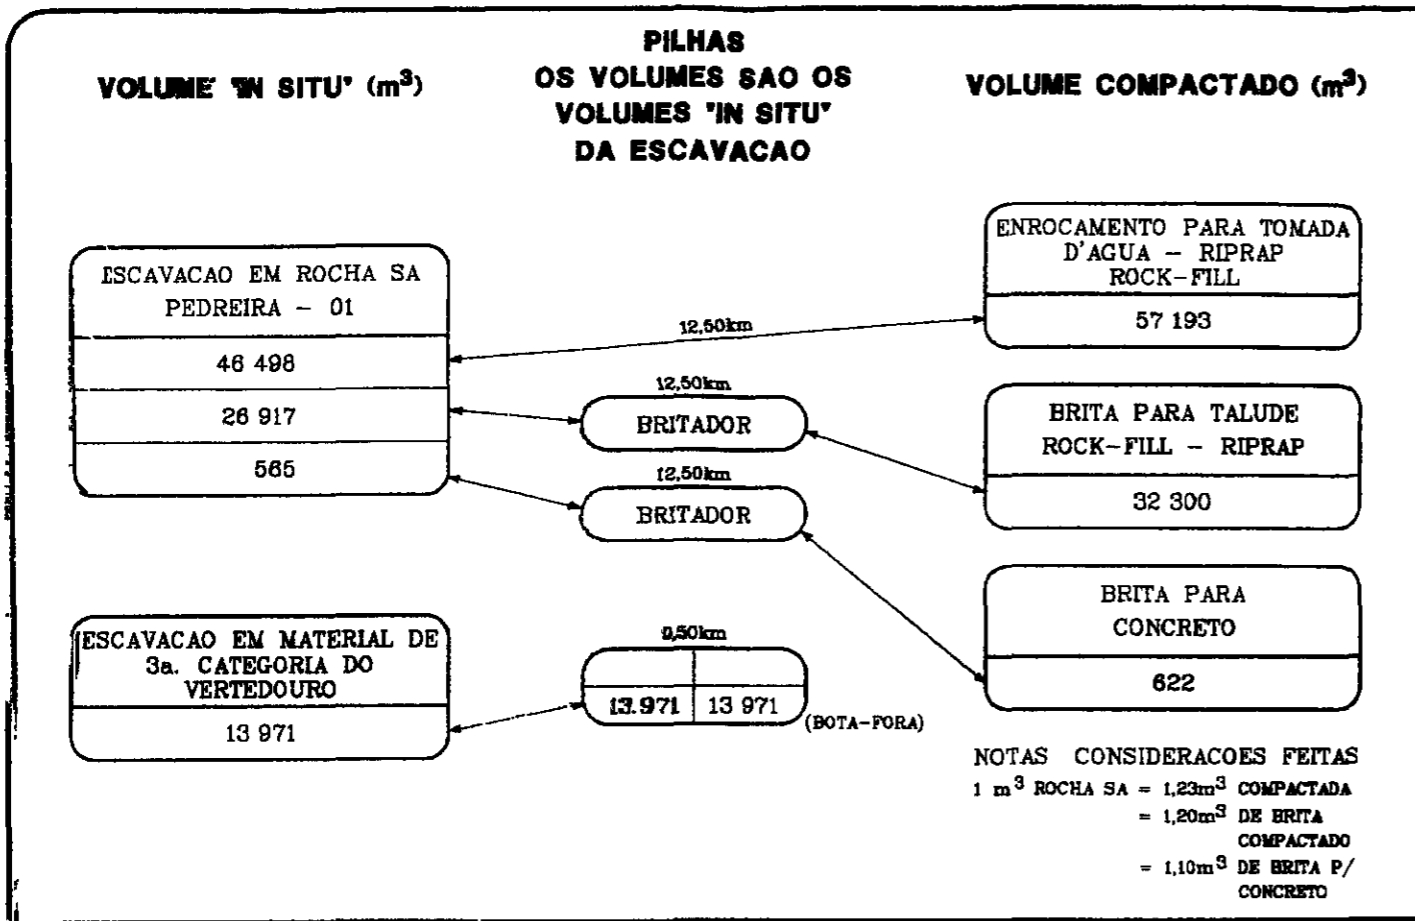 VOLUME "IN SITU" (m³)
PILHAS
OS VOLUMES SAO OS
VOLUMES "IN SITU"
DA ESCAVACAO
VOLUME COMPACTADO (m³)
ESCAVACAO EM ROCHA SA
PEDREIRA - 01
46 498
26 917
565
12,50km
12,50km
BRITADOR
12,50km
BRITADOR
ENROCAMENTO PARA TOMADA
D'AGUA - RIPRAP
ROCK-FILL
57 193
BRITA PARA TALUDE
ROCK-FILL - RIPRAP
32 300
BRITA PARA
CONCRETO
622
ESCAVACAO EM MATERIAL DE
3a. CATEGORIA DO
VERTEDOURO
13 971
9,50km
13.971 13 971
(BOTA-FORA)
NOTAS CONSIDERACOES FEITAS
1 m³ ROCHA SA = 1,23m³ COMPACTADA
= 1,20m³ DE BRITA
COMPACTADO
= 1,10m³ DE BRITA P/
CONCRETO